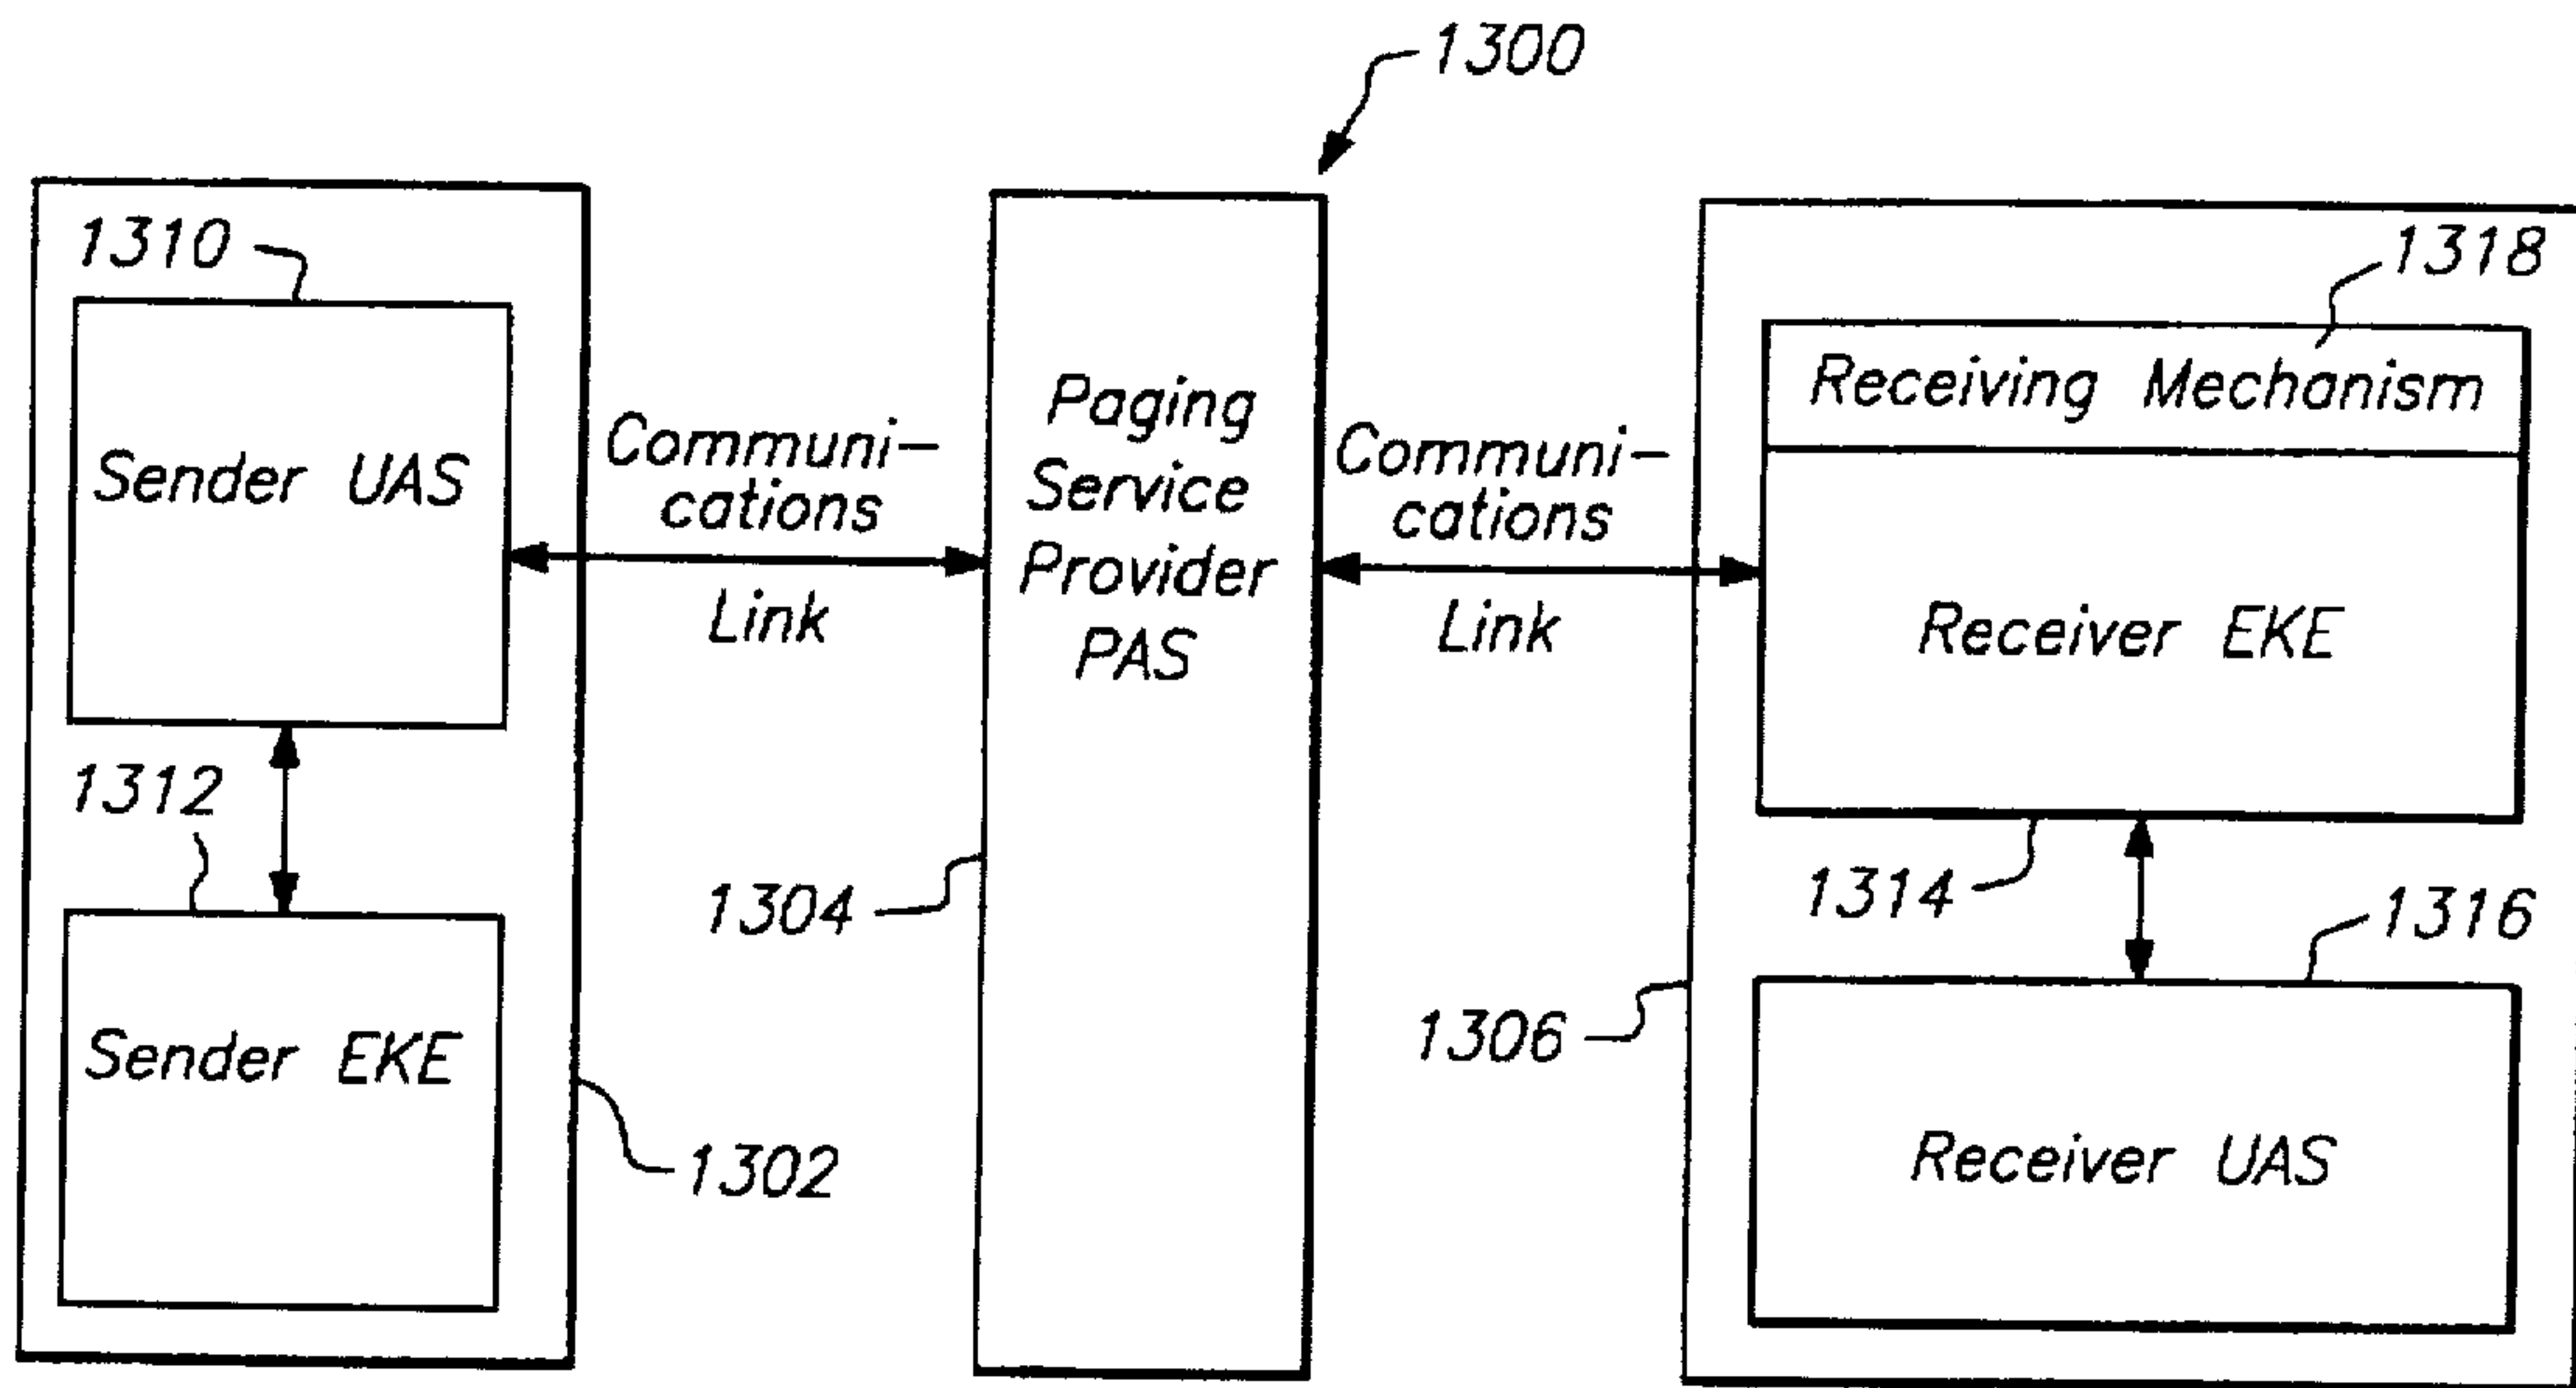 1300
1310
Sender UAS
1312
Sender EKE
1302
Communi-
cations
Link
Paging
Service
Provider
PAS
1304
Communi-
cations
Link
1318
Receiving Mechanism
Receiver EKE
1314
1316
1306
Receiver UAS